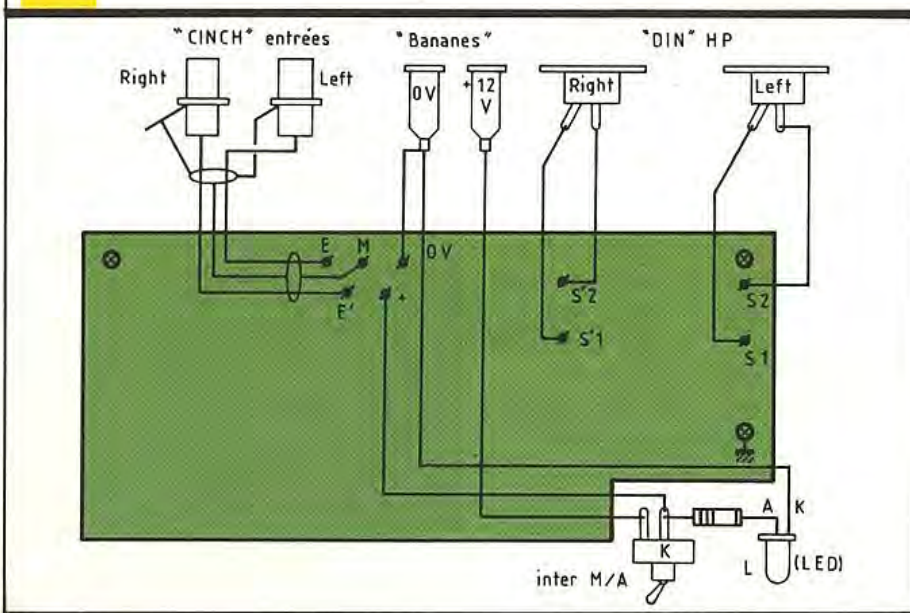 "CINCH" entrées
"Bananes"
"DIN" HP
Right
Left
0V
+12
V
Right
Left
E
M
0V
E'
+
S'2
S'1
S2
S1
A
K
K
L
(LED)
inter M/A